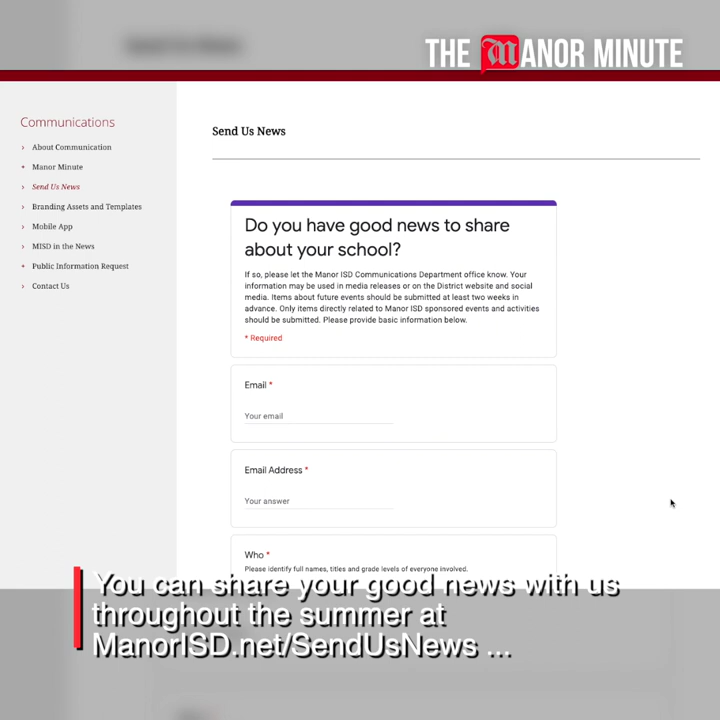 THE MANOR MINUTE
Communications
About Communication
Manor Minute
Send Us News
Branding Assets and Templates
Mobile App
MISD in the News
Public Information Request
Contact Us
Send Us News
Do you have good news to share
about your school?
If so, please let the Manor ISD Communications Department office know. Your
information may be used in media releases or on the District website and social
media. Items about future events should be submitted at least two weeks in
advance. Only items directly related to Manor ISD sponsored events and activities
should be submitted. Please provide basic information below.
* Required
Email *
Your email
Email Address *
Your answer
Who *
Please identify full names, titles and grade levels of everyone involved.
You can share your good news with us
throughout the summer at
ManorISD.net/SendUsNews ...